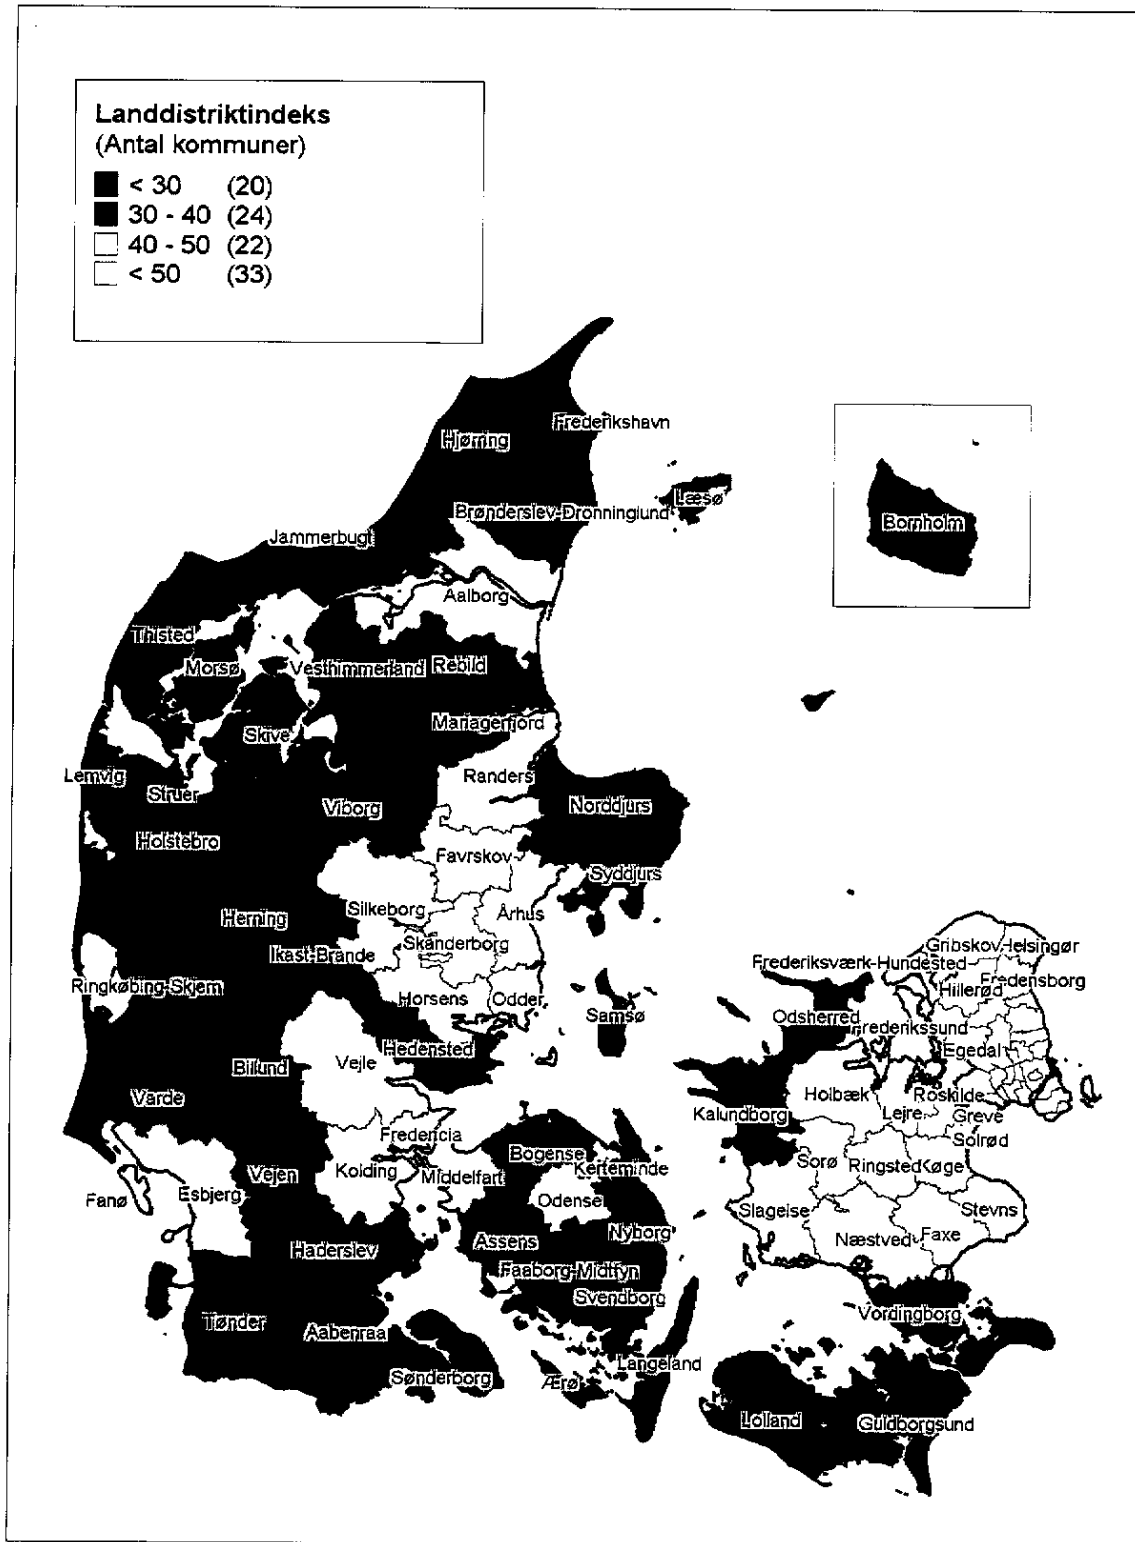 Landdistriktindeks
(Antal kommuner)
< 30 (20)
30 - 40 (24)
40 - 50 (22)
< 50 (33)
Frederikshavn
Hjørring
Læsø
Brønderslev-Dronninglund
Bornholm
Jammerbugt
Aalborg
Thisted
Morsø
Vesthimmerland
Rebild
Mariagerfjord
Skive
Lemvig
Randers
Struer
Viborg
Norddjurs
Holstebro
Favrskov
Syddjurs
Silkeborg
Århus
Herning
Skanderborg
Ikast-Brande
Gribskov
Helsingør
Frederiksværk-Hundested
Fredensborg
Ringkøbing-Skjern
Hillerød
Horsens
Odder
Samsø
Odsherred
Frederikssund
Hedensted
Egedal
Vejle
Billund
Varde
Holbæk
Roskilde
Kalundborg
Lejre
Greve
Fredericia
Solrød
Bogense
Sorø
Ringsted
Køge
Kerteminde
Vejen
Kolding
Middelfart
Fanø
Esbjerg
Odense
Slagelse
Stevns
Nyborg
Assens
Næstved
Faxe
Haderslev
Faaborg-Midtfyn
Svendborg
Vordingborg
Tønder
Aabenraa
Langeland
Sønderborg
Ærø
Lolland
Guldborgsund